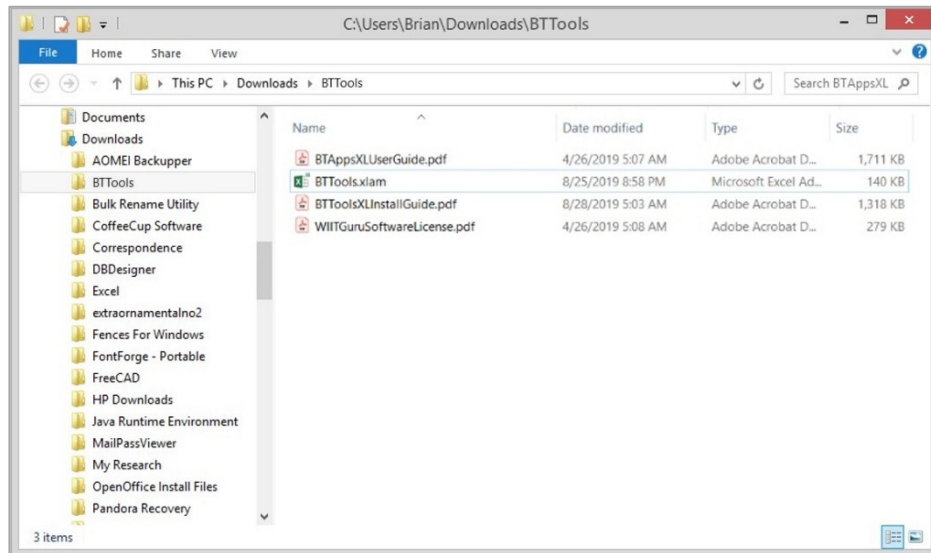 C:\Users\Brian\Downloads\BTTools
File Home Share View
This PC Downloads BTTools Search BTAppsXL
Documents
Downloads
AOMEI Backupper
BTTools
Bulk Rename Utility
CoffeeCup Software
Correspondence
DBDesigner
Excel
extraornamentalno2
Fences For Windows
FontForge - Portable
FreeCAD
HP Downloads
Java Runtime Environment
MailPassViewer
My Research
OpenOffice Install Files
Pandora Recovery
Name Date modified Type Size
BTAppsXLUserGuide.pdf 4/26/2019 5:07 AM Adobe Acrobat D... 1,711 KB
BTTools.xlam 8/25/2019 8:58 PM Microsoft Excel Ad... 140 KB
BTToolsXLInstallGuide.pdf 8/28/2019 5:03 AM Adobe Acrobat D... 1,318 KB
WIITGuruSoftwareLicense.pdf 4/26/2019 5:08 AM Adobe Acrobat D... 279 KB
3 items